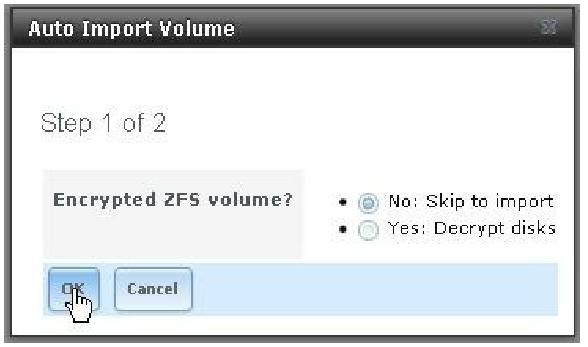 Auto Import Volume
Step 1 of 2
Encrypted ZFS volume?
No: Skip to import
Yes: Decrypt disks
OK
Cancel